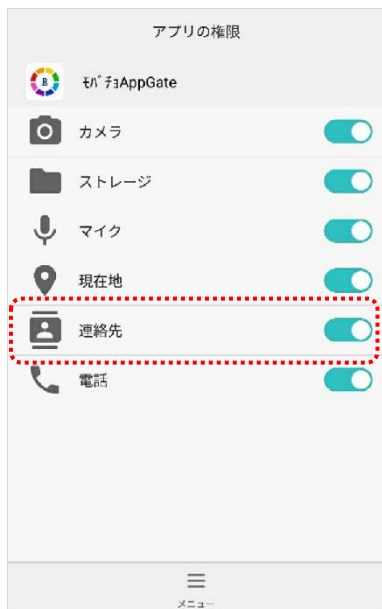 アプリの権限
ﾓﾊﾞﾁｮAppGate
カメラ
ストレージ
マイク
現在地
連絡先
電話
メニュー